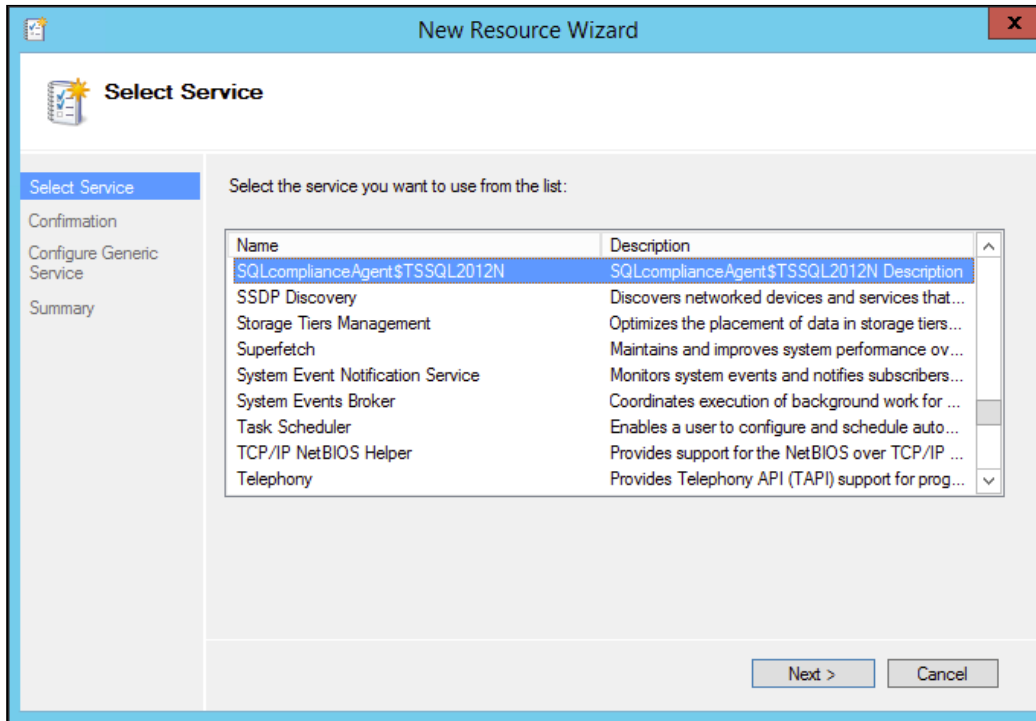 New Resource Wizard
x
Select Service
Select Service
Confirmation
Configure Generic
Service
Summary
Select the service you want to use from the list:
Name Description
SQLcomplianceAgent$TSSQL2012N SQLcomplianceAgent$TSSQL2012N Description
SSDP Discovery Discovers networked devices and services that...
Storage Tiers Management Optimizes the placement of data in storage tiers...
Superfetch Maintains and improves system performance ov...
System Event Notification Service Monitors system events and notifies subscribers...
System Events Broker Coordinates execution of background work for ...
Task Scheduler Enables a user to configure and schedule auto...
TCP/IP NetBIOS Helper Provides support for the NetBIOS over TCP/IP ...
Telephony Provides Telephony API (TAPI) support for prog...
Next > Cancel